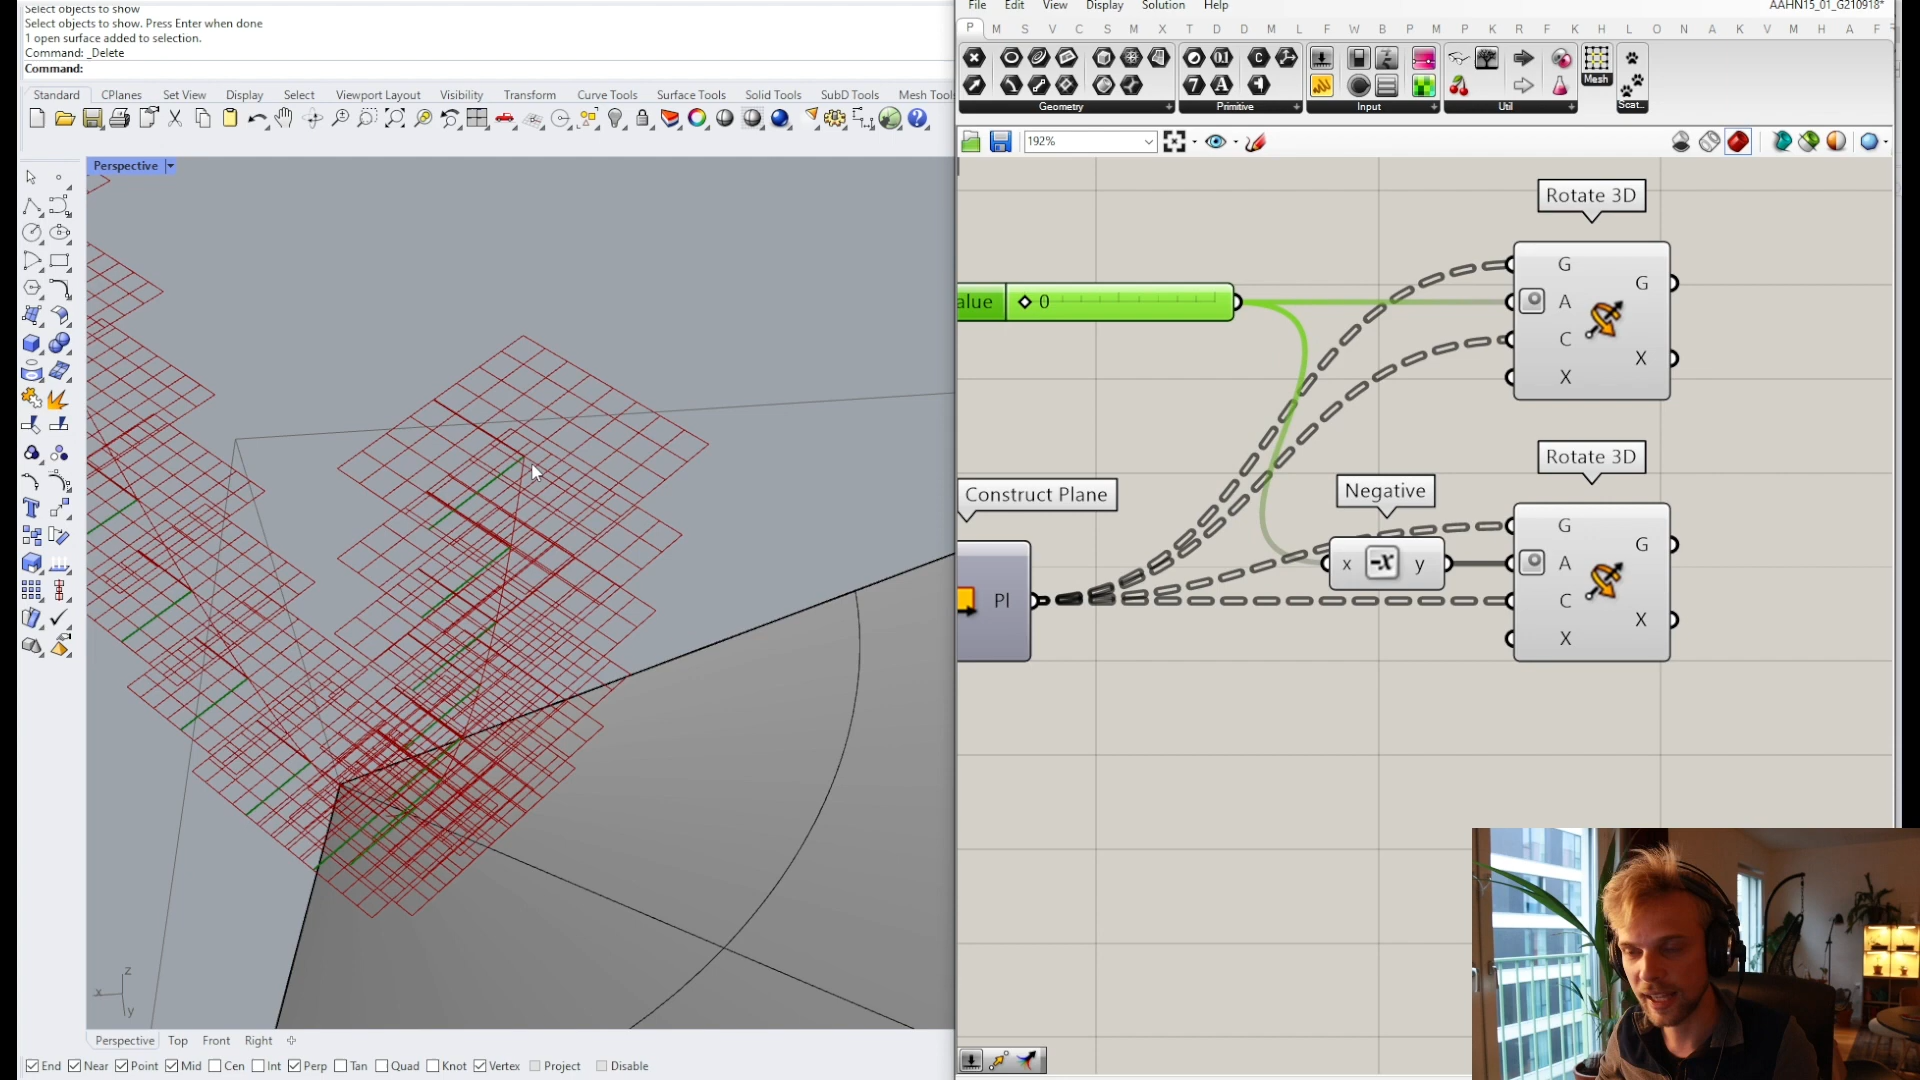 Select objects to show
Select objects to show. Press Enter when done
1 open surface added to selection.
Command: _Delete
Command:
Standard CPlanes Set View Display Select Viewport Layout Visibility Transform Curve Tools Surface Tools Solid Tools SubD Tools Mesh Tool
Perspective
z
x
y
Perspective Top Front Right
End Near Point Mid Cen Int Perp Tan Quad Knot Vertex Project Disable
File Edit View Display Solution Help
AAHN15_01_G210918*
P M S V C S M X T D D M L F W B P M P K R F H K H L O N A K V M H A F
Geometry Primitive Input Util
Mesh
Scat..
192%
Rotate 3D
G
A
C
X
G
X
alue 0
Construct Plane
Pl
Negative
x -x y
Rotate 3D
G
A
C
X
G
X